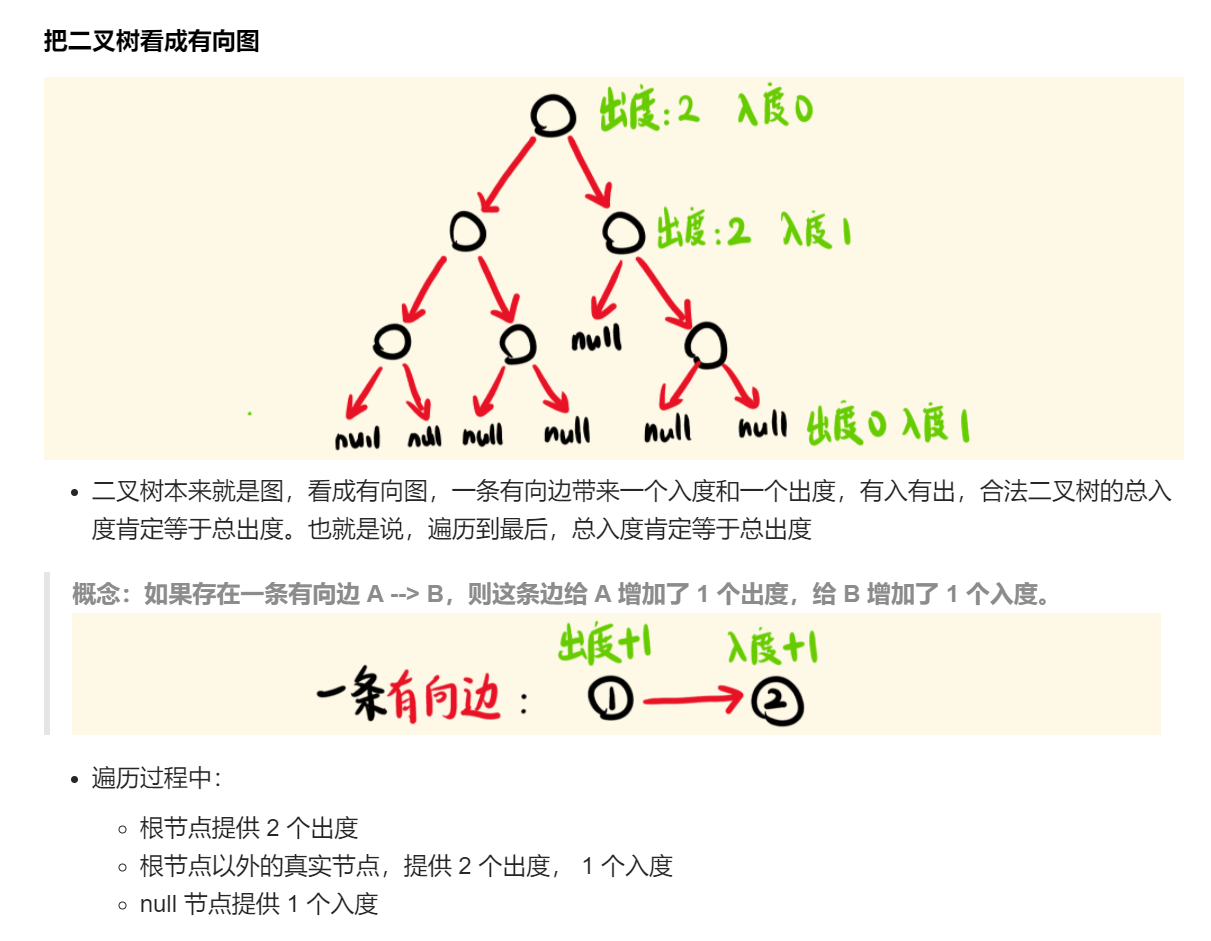 把二叉树看成有向图
出度:2 入度0
出度:2 入度1
null
null null null null null null 出度0 入度1
二叉树本来就是图，看成有向图，一条有向边带来一个入度和一个出度，有入有出，合法二叉树的总入
度肯定等于总出度。也就是说，遍历到最后，总入度肯定等于总出度
概念：如果存在一条有向边 A --> B，则这条边给 A 增加了 1 个出度，给 B 增加了 1 个入度。
出度+1 入度+1
一条有向边： 1 2
遍历过程中：
根节点提供 2 个出度
根节点以外的真实节点，提供 2 个出度， 1 个入度
null 节点提供 1 个入度